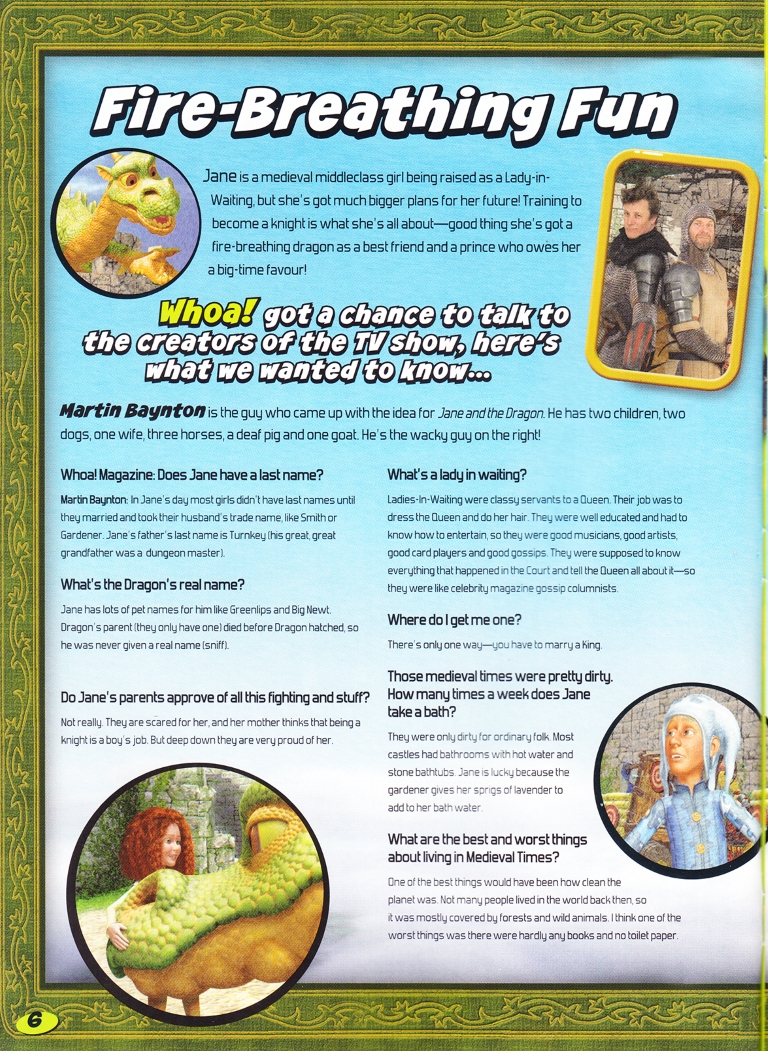 Fire-Breathing Fun
Jane is a medieval middleclass girl being raised as a Lady-in-
Waiting, but she's got much bigger plans for her future! Training to
become a knight is what she's all about—good thing she's got a
fire-breathing dragon as a best friend and a prince who owes her
a big-time favour!
Whoa! got a chance to talk to
the creators of the TV show, here's
what we wanted to know...
Martin Baynton is the guy who came up with the idea for Jane and the Dragon. He has two children, two
dogs, one wife, three horses, a deaf pig and one goat. He's the wacky guy on the right!
Whoa! Magazine: Does Jane have a last name?
Martin Baynton: In Jane's day most girls didn't have last names until
they married and took their husband's trade name, like Smith or
Gardener. Jane's father's last name is Turnkey (his great, great
grandfather was a dungeon master).
What's the Dragon's real name?
Jane has lots of pet names for him like Greenlips and Big Newt.
Dragon's parent (they only have one) died before Dragon hatched, so
he was never given a real name (sniff).
Do Jane's parents approve of all this fighting and stuff?
Not really. They are scared for her, and her mother thinks that being a
knight is a boy's job. But deep down they are very proud of her.
What's a lady in waiting?
Ladies-In-Waiting were classy servants to a Queen. Their job was to
dress the Queen and do her hair. They were well educated and had to
know how to entertain, so they were good musicians, good artists,
good card players and good gossips. They were supposed to know
everything that happened in the Court and tell the Queen all about it—so
they were like celebrity magazine gossip columnists.
Where do I get me one?
There's only one way—you have to marry a King.
Those medieval times were pretty dirty.
How many times a week does Jane
take a bath?
They were only dirty for ordinary folk. Most
castles had bathrooms with hot water and
stone bathtubs. Jane is lucky because the
gardener gives her sprigs of lavender to
add to her bath water.
What are the best and worst things
about living in Medieval Times?
One of the best things would have been how clean the
planet was. Not many people lived in the world back then, so
it was mostly covered by forests and wild animals. I think one of the
worst things was there were hardly any books and no toilet paper.
6